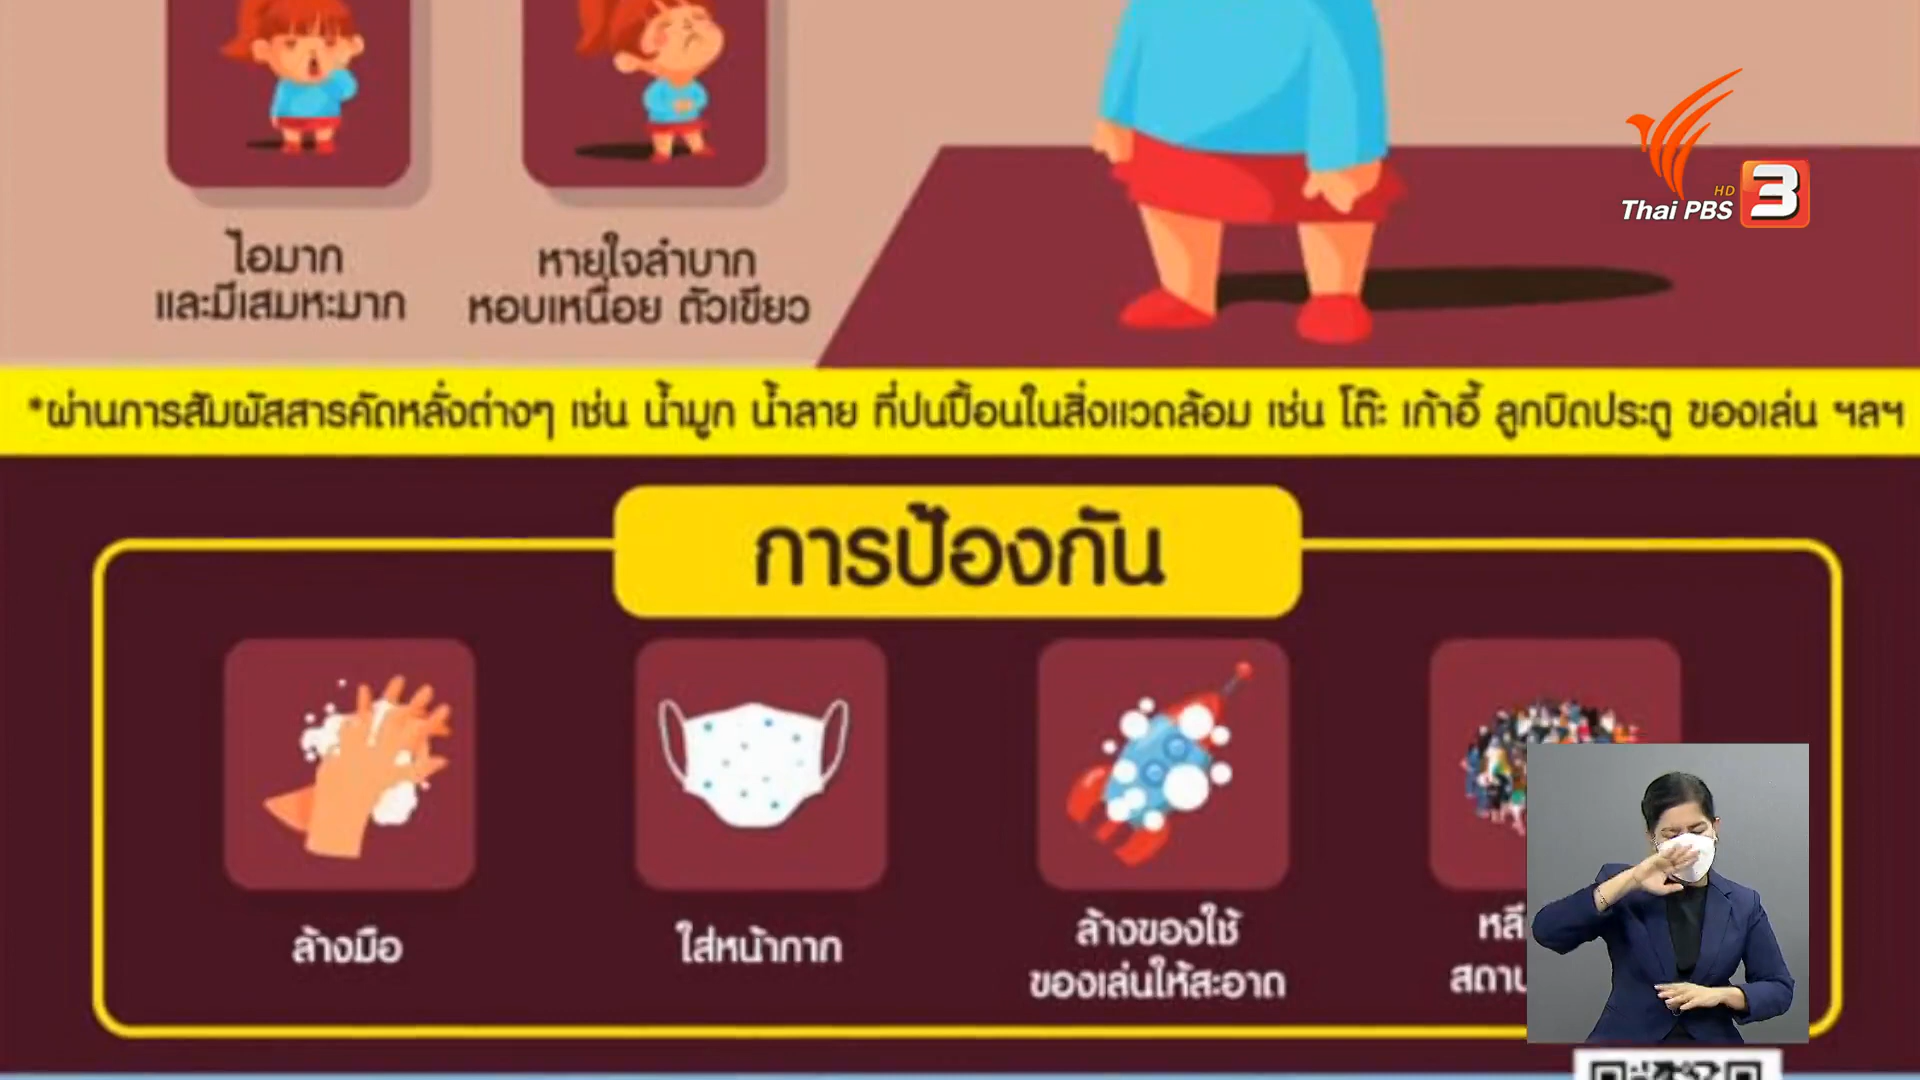 HD
Thai PBS 3
ไอมาก
และมีเสมหะมาก
หายใจลำบาก
หอบเหนื่อย ตัวเขียว
*ผ่านการสัมผัสสารคัดหลั่งต่างๆ เช่น น้ำมูก น้ำลาย ที่ปนปื้อนในสิ่งแวดล้อม เช่น โต๊ะ เก้าอี้ ลูกบิดประตู ของเล่น ฯลฯ
การป้องกัน
ล้างมือ
ใส่หน้ากาก
ล้างของใช้
ของเล่นให้สะอาด